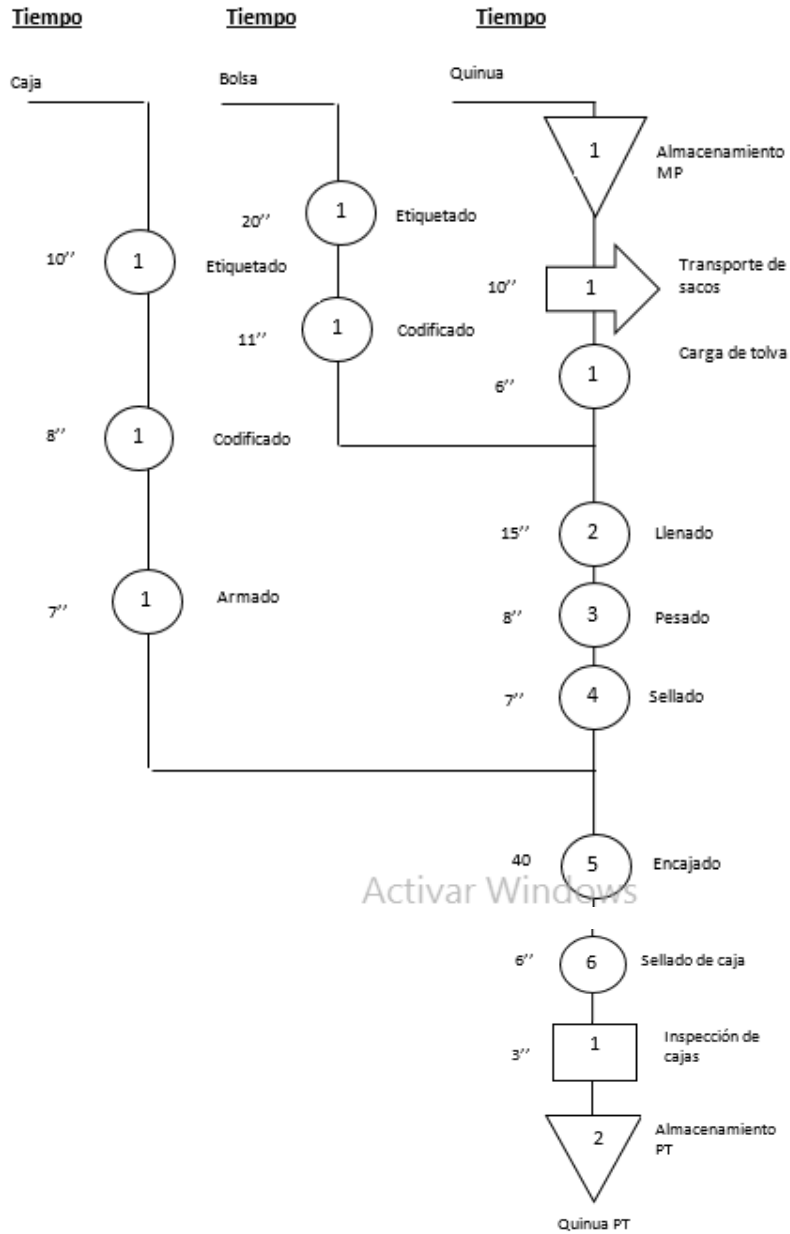 Tiempo Tiempo Tiempo
Caja Bolsa Quinua
1 Almacenamiento
MP
20’’ 1 Etiquetado
10’’ 1 Etiquetado
10’’ 1 Transporte de
sacos
11’’ 1 Codificado
Carga de tolva
6’’ 1
8’’ 1 Codificado
15’’ 2 Llenado
7’’ 1 Armado
8’’ 3 Pesado
7’’ 4 Sellado
40 5 Encajado
Activar Windows
6’’ 6 Sellado de caja
3’’ 1 Inspección de
cajas
2 Almacenamiento
PT
Quinua PT